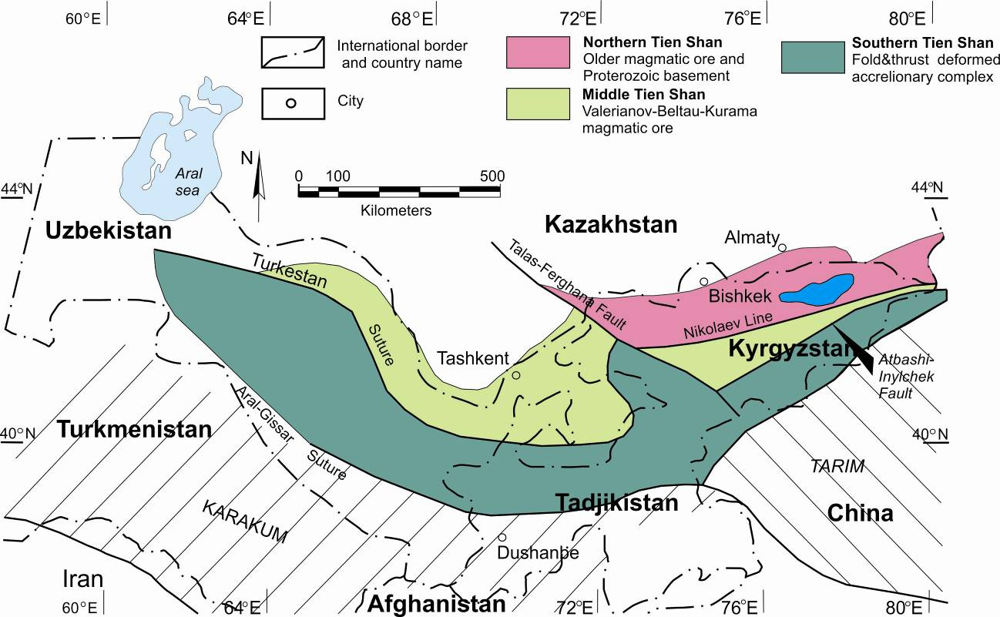 60°E 64°E 68°E 72°E 76°E 80°E
International border
and country name
City
Northern Tien Shan
Older magmatic ore and
Proterozoic basement
Middle Tien Shan
Valerianov-Beltau-Kurama
magmatic ore
Southern Tien Shan
Fold&thrust deformed
accrelionary complex
N
0 100 500
Kilometers
Aral
sea
44°N
44°N
Uzbekistan
Kazakhstan
Almaty
Talas-Ferghana Fault
Turkestan
Suture
Bishkek
Nikolaev Line
Kyrgyzstan
Tashkent
Atbashi-
Inylchek
Fault
Aral-Gissar
Suture
Turkmenistan
40°N
40°N
TARIM
Tadjikistan
China
KARAKUM
Dushanbe
Iran
Afghanistan
60°E 64°E 72°E 76°E 80°E